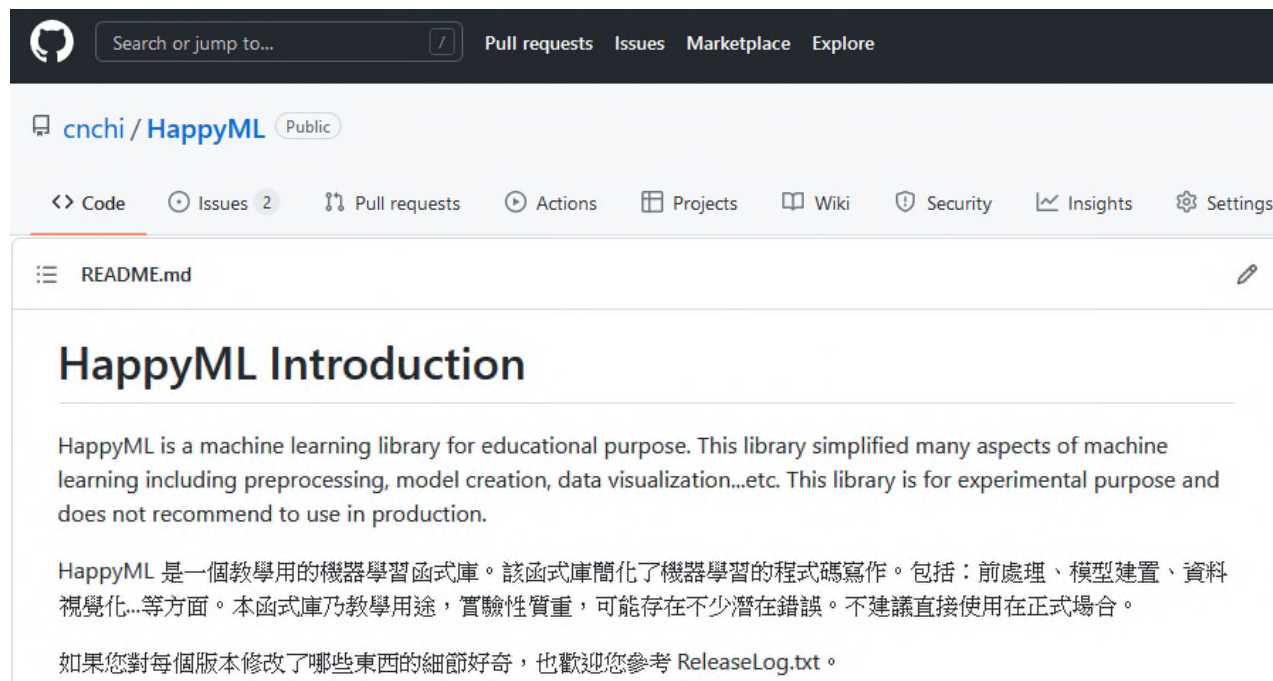 Search or jump to... / Pull requests Issues Marketplace Explore
cnchi / HappyML Public
<> Code Issues 2 Pull requests Actions Projects Wiki Security Insights Settings
README.md
HappyML Introduction
HappyML is a machine learning library for educational purpose. This library simplified many aspects of machine
learning including preprocessing, model creation, data visualization...etc. This library is for experimental purpose and
does not recommend to use in production.
HappyML 是一個教學用的機器學習函式庫。該函式庫簡化了機器學習的程式碼寫作。包括：前處理、模型建置、資料
視覺化...等方面。本函式庫乃教學用途，實驗性質重，可能存在不少潛在錯誤。不建議直接使用在正式場合。
如果您對每個版本修改了哪些東西的細節好奇，也歡迎您參考 ReleaseLog.txt。